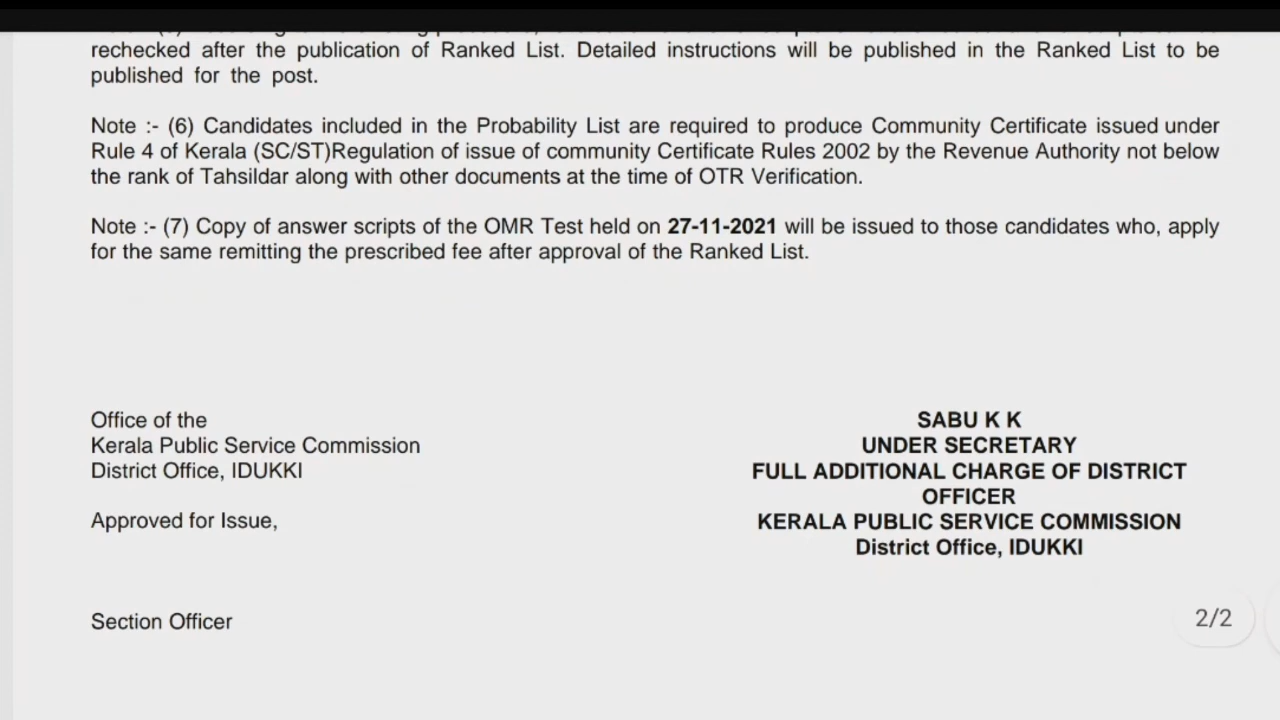 rechecked after the publication of Ranked List. Detailed instructions will be published in the Ranked List to be
published for the post.
Note :- (6) Candidates included in the Probability List are required to produce Community Certificate issued under
Rule 4 of Kerala (SC/ST)Regulation of issue of community Certificate Rules 2002 by the Revenue Authority not below
the rank of Tahsildar along with other documents at the time of OTR Verification.
Note :- (7) Copy of answer scripts of the OMR Test held on 27-11-2021 will be issued to those candidates who, apply
for the same remitting the prescribed fee after approval of the Ranked List.
Office of the
Kerala Public Service Commission
District Office, IDUKKI
Approved for Issue,
Section Officer
SABU K K
UNDER SECRETARY
FULL ADDITIONAL CHARGE OF DISTRICT
OFFICER
KERALA PUBLIC SERVICE COMMISSION
District Office, IDUKKI
2/2